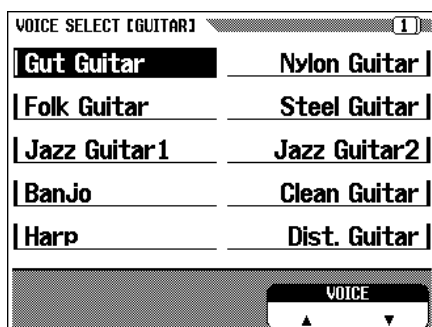 VOICE SELECT [GUITAR] 1
Gut Guitar Nylon Guitar
Folk Guitar Steel Guitar
Jazz Guitar1 Jazz Guitar2
Banjo Clean Guitar
Harp Dist. Guitar
VOICE
▲ ▼